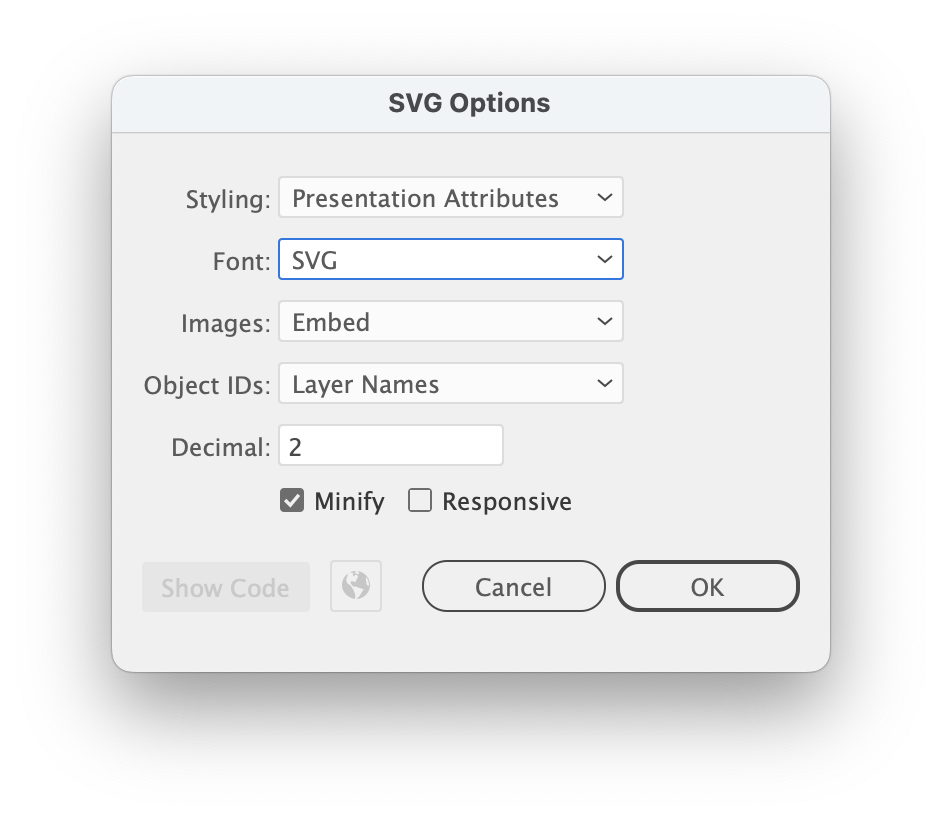 SVG Options
Styling: Presentation Attributes
Font: SVG
Images: Embed
Object IDs: Layer Names
Decimal: 2
Minify Responsive
Show Code Cancel OK